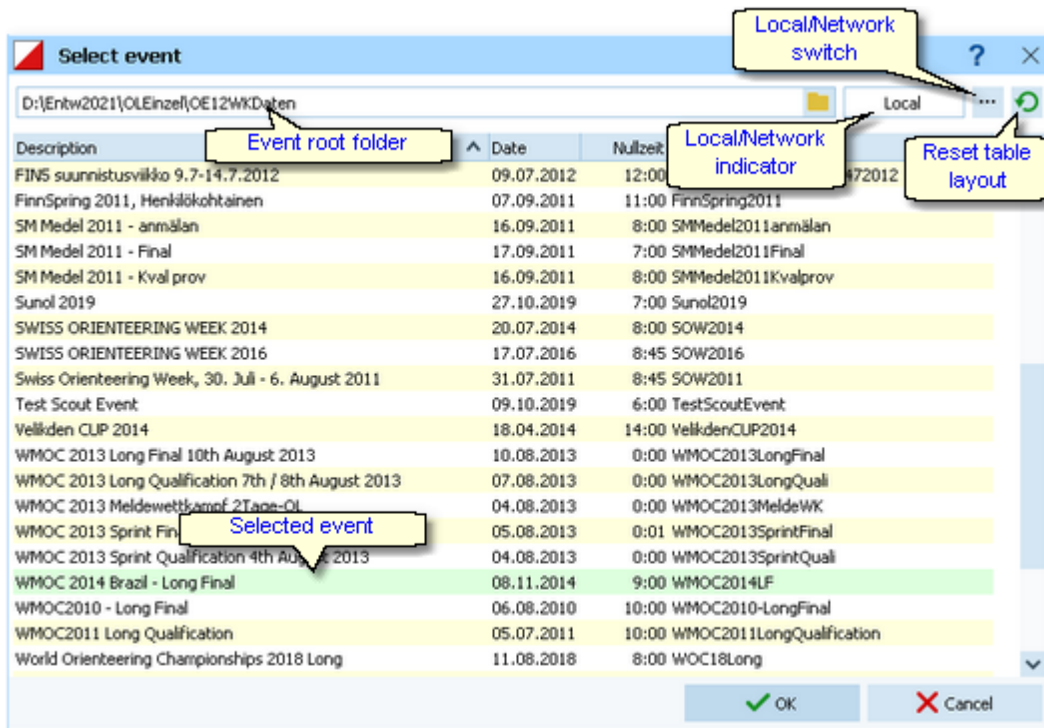 Local/Network
switch
Select event
?
D:\Entw2021\OLEinzel\OE12WKDaten
Local
...
Event root folder
Local/Network
indicator
Reset table
layout
Description Date Nullzeit
FIN5 suunnistusviikko 9.7-14.7.2012 09.07.2012 12:00 472012
FinnSpring 2011, Henkilökohtainen 07.09.2011 11:00 FinnSpring2011
SM Medel 2011 - anmälan 16.09.2011 8:00 SMMedel2011anmälan
SM Medel 2011 - Final 17.09.2011 7:00 SMMedel2011Final
SM Medel 2011 - Kval prov 16.09.2011 8:00 SMMedel2011Kvalprov
Sunol 2019 27.10.2019 7:00 Sunol2019
SWISS ORIENTEERING WEEK 2014 20.07.2014 8:00 SOW2014
SWISS ORIENTEERING WEEK 2016 17.07.2016 8:45 SOW2016
Swiss Orienteering Week, 30. Juli - 6. August 2011 31.07.2011 8:45 SOW2011
Test Scout Event 09.10.2019 6:00 TestScoutEvent
Velikden CUP 2014 18.04.2014 14:00 VelikdenCUP2014
WMOC 2013 Long Final 10th August 2013 10.08.2013 0:00 WMOC2013LongFinal
WMOC 2013 Long Qualification 7th / 8th August 2013 07.08.2013 0:00 WMOC2013LongQuali
WMOC 2013 Meldewettkampf 2Tage-OL 04.08.2013 0:00 WMOC2013MeldeWK
Selected event
WMOC 2013 Sprint Fin 05.08.2013 0:01 WMOC2013SprintFinal
WMOC 2013 Sprint Qualification 4th August 2013 04.08.2013 0:00 WMOC2013SprintQuali
WMOC 2014 Brazil - Long Final 08.11.2014 9:00 WMOC2014LF
WMOC2010 - Long Final 06.08.2010 10:00 WMOC2010-LongFinal
WMOC2011 Long Qualification 05.07.2011 10:00 WMOC2011LongQualification
World Orienteering Championships 2018 Long 11.08.2018 8:00 WOC18Long
OK Cancel